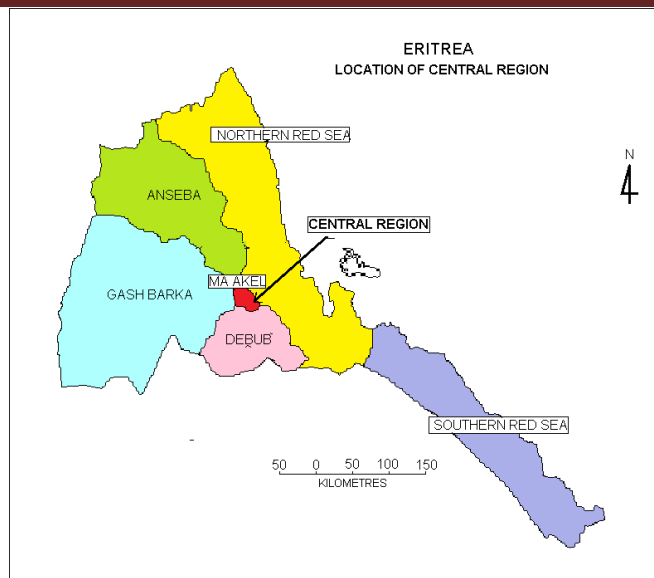 ERITREA
LOCATION OF CENTRAL REGION
NORTHERN RED SEA
N
ANSEBA
CENTRAL REGION
MA AKEL
GASH BARKA
DEBUB
SOUTHERN RED SEA
50 0 50 100 150
KILOMETRES